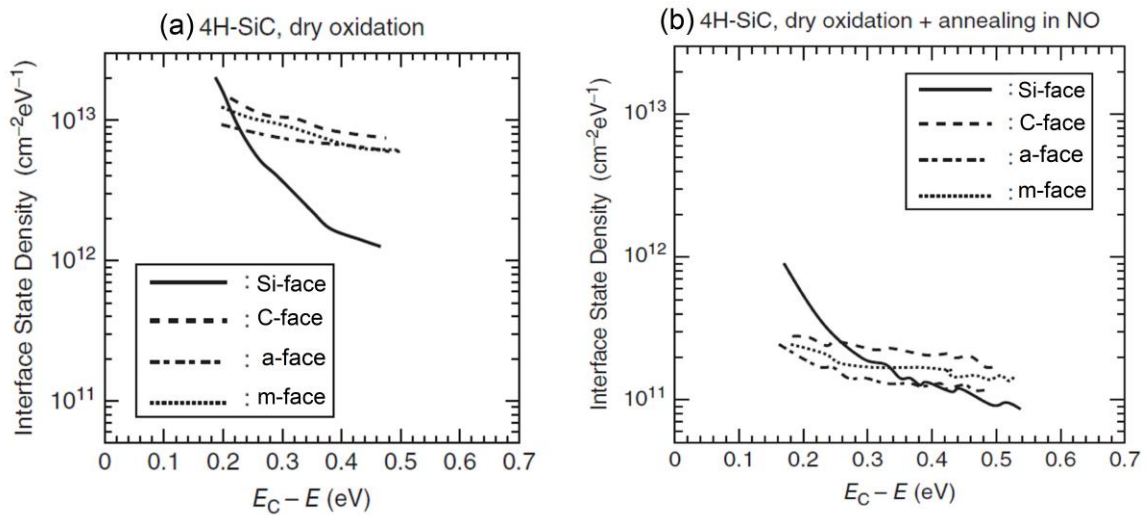 (a) 4H-SiC, dry oxidation
Interface State Density (cm⁻²eV⁻¹)
10¹³
10¹²
10¹¹
: Si-face
: C-face
: a-face
: m-face
0 0.1 0.2 0.3 0.4 0.5 0.6 0.7
E_C – E (eV)
(b) 4H-SiC, dry oxidation + annealing in NO
Interface State Density (cm⁻²eV⁻¹)
10¹³
10¹²
10¹¹
: Si-face
: C-face
: a-face
: m-face
0 0.1 0.2 0.3 0.4 0.5 0.6 0.7
E_C – E (eV)